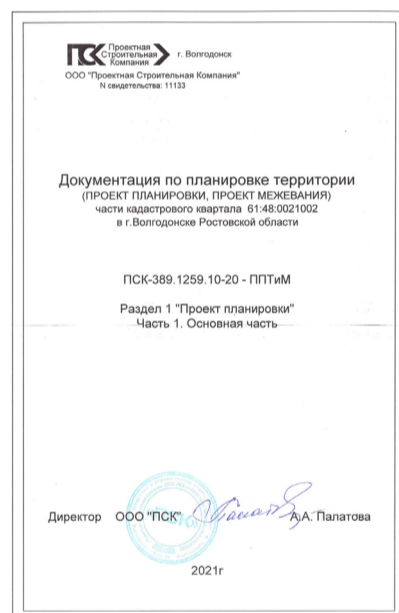 ПСК Проектная
Строительная
Компания
г. Волгодонск
ООО "Проектная Строительная Компания"
N свидетельства: 11133
Документация по планировке территории
(ПРОЕКТ ПЛАНИРОВКИ, ПРОЕКТ МЕЖЕВАНИЯ)
части кадастрового квартала 61:48:0021002
в г.Волгодонске Ростовской области
ПСК-389.1259.10-20 - ППТиМ
Раздел 1 "Проект планировки"
Часть 1. Основная часть
Директор ООО "ПСК" А.А. Палатова
2021г